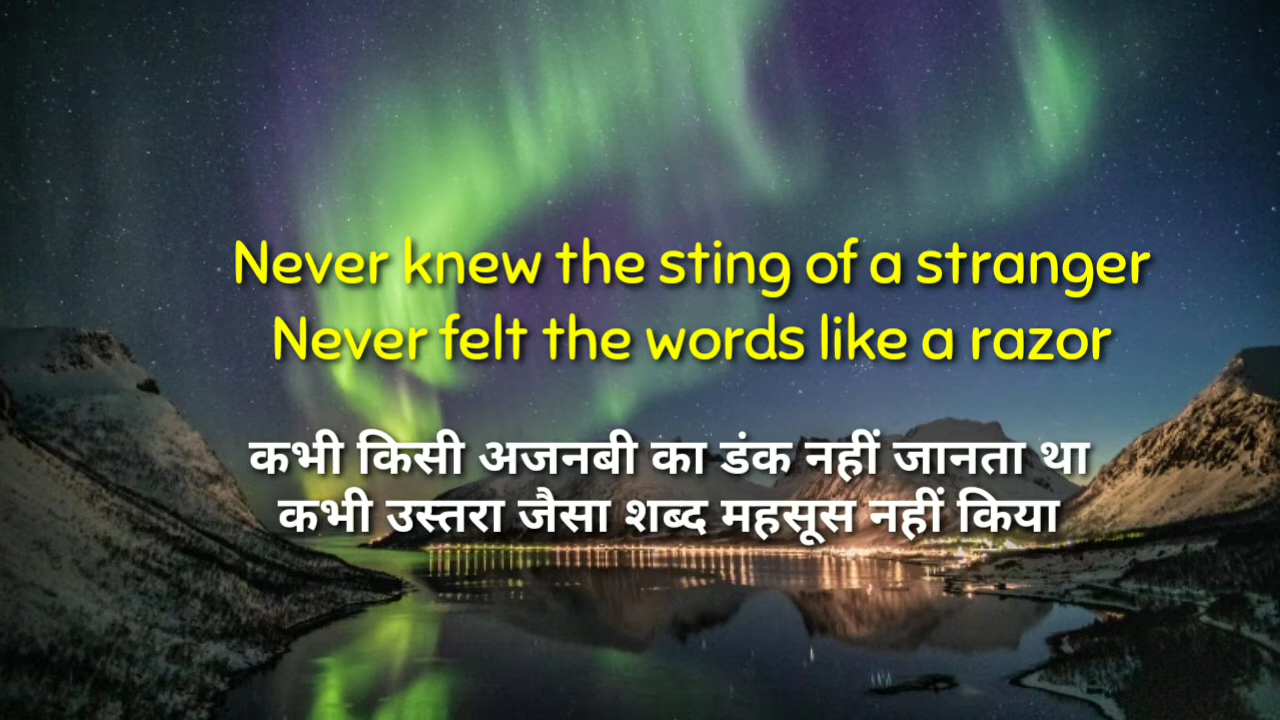 Never knew the sting of a stranger
Never felt the words like a razor
कभी किसी अजनबी का डंक नहीं जानता था
कभी उस्तरा जैसा शब्द महसूस नहीं किया